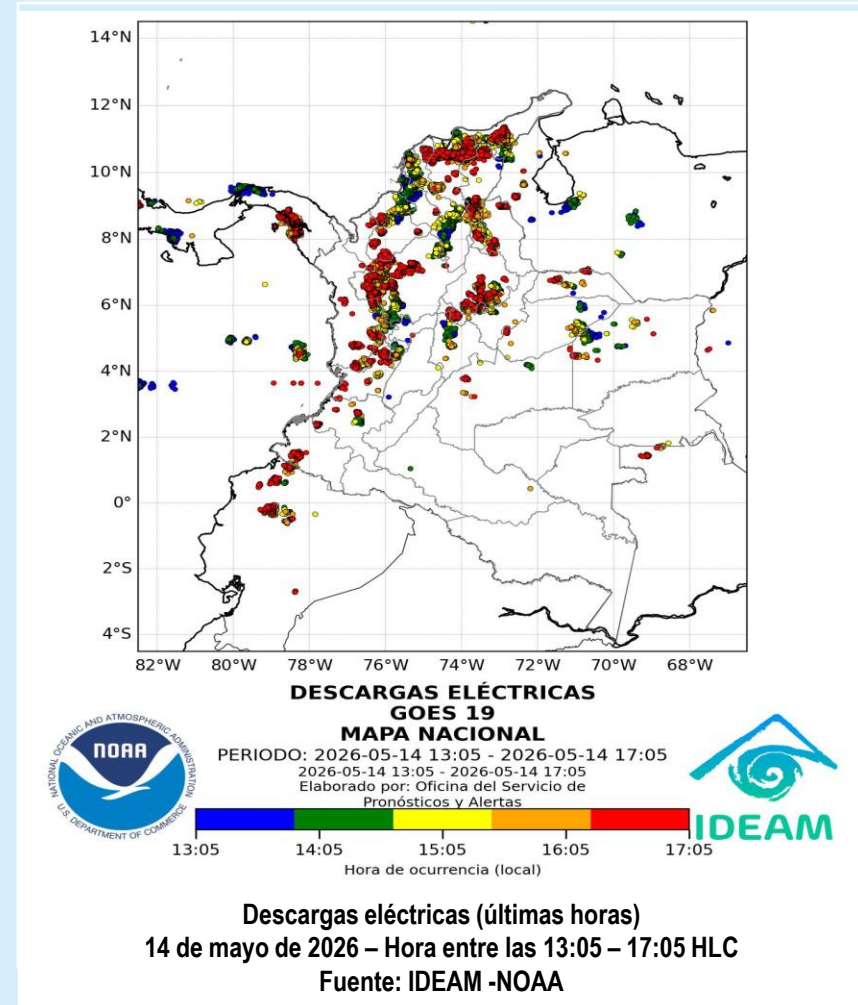 14°N
12°N
10°N
8°N
6°N
4°N
2°N
0°
2°S
4°S
82°W 80°W 78°W 76°W 74°W 72°W 70°W 68°W
DESCARGAS ELÉCTRICAS
GOES 19
MAPA NACIONAL
PERIODO: 2026-05-14 13:05 - 2026-05-14 17:05
2026-05-14 13:05 - 2026-05-14 17:05
Elaborado por: Oficina del Servicio de
Pronósticos y Alertas
NATIONAL OCEANIC AND ATMOSPHERIC ADMINISTRATION
NOAA
U.S. DEPARTMENT OF COMMERCE
IDEAM
13:05 14:05 15:05 16:05 17:05
Hora de ocurrencia (local)
Descargas eléctricas (últimas horas)
14 de mayo de 2026 – Hora entre las 13:05 – 17:05 HLC
Fuente: IDEAM -NOAA